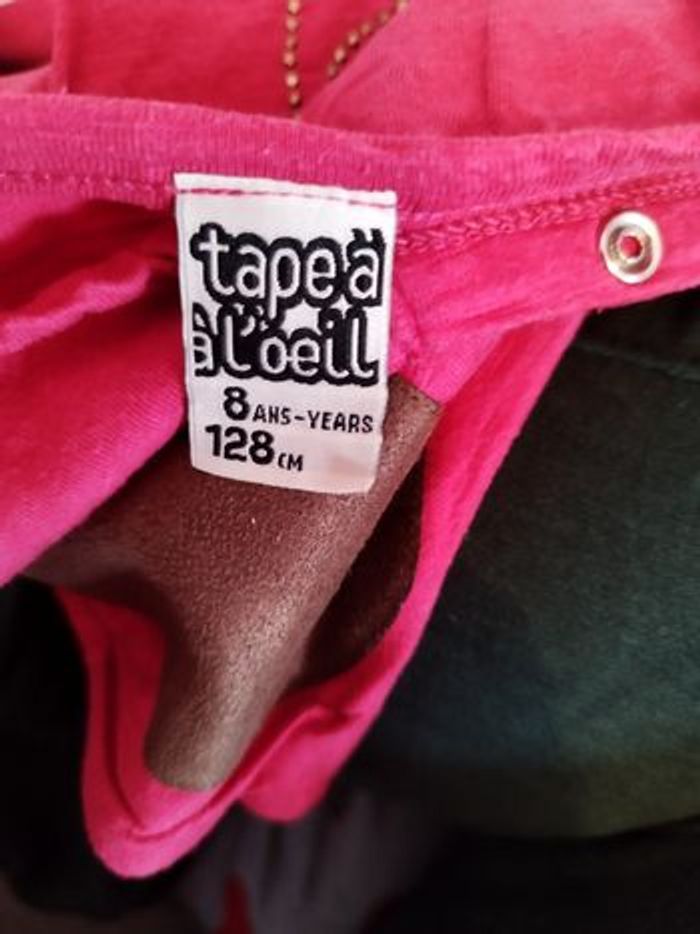 tape à
à l'oeil
8 ANS-YEARS
128 CM